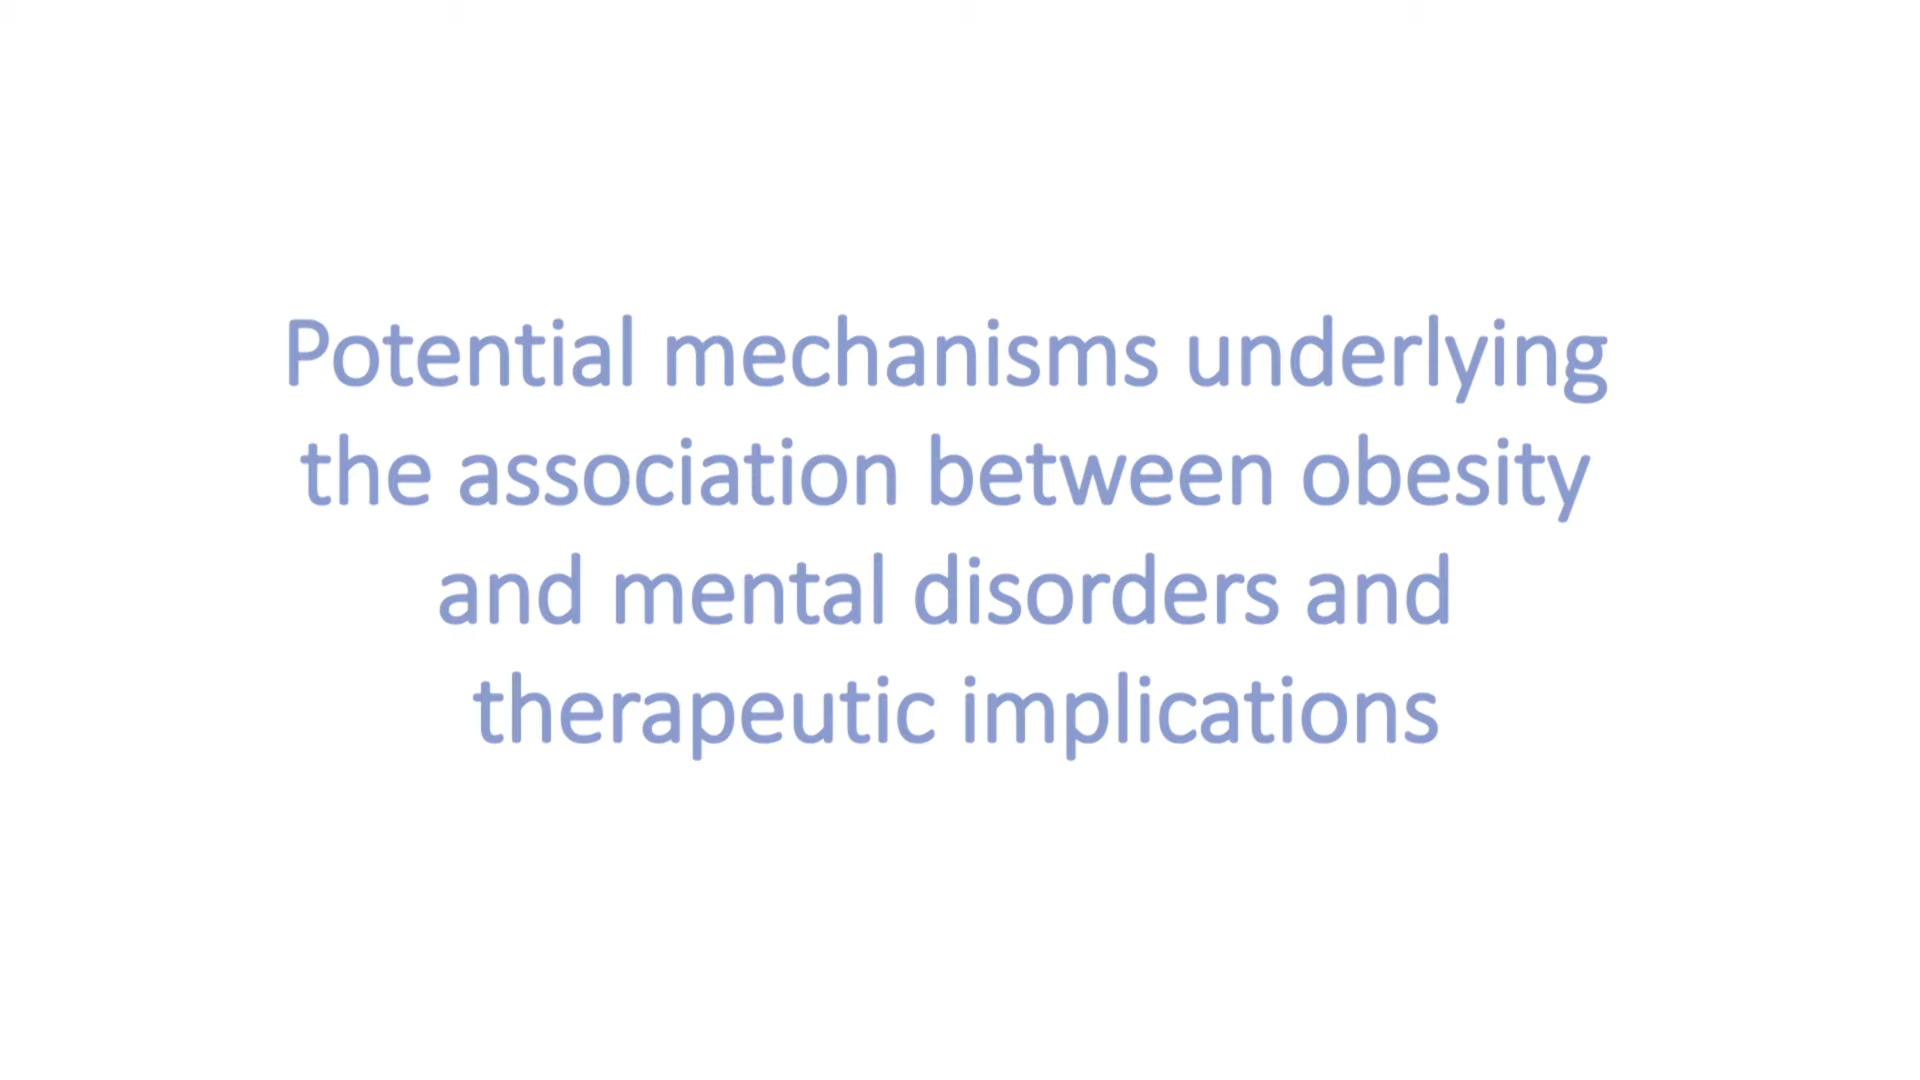 Potential mechanisms underlying
the association between obesity
and mental disorders and
therapeutic implications